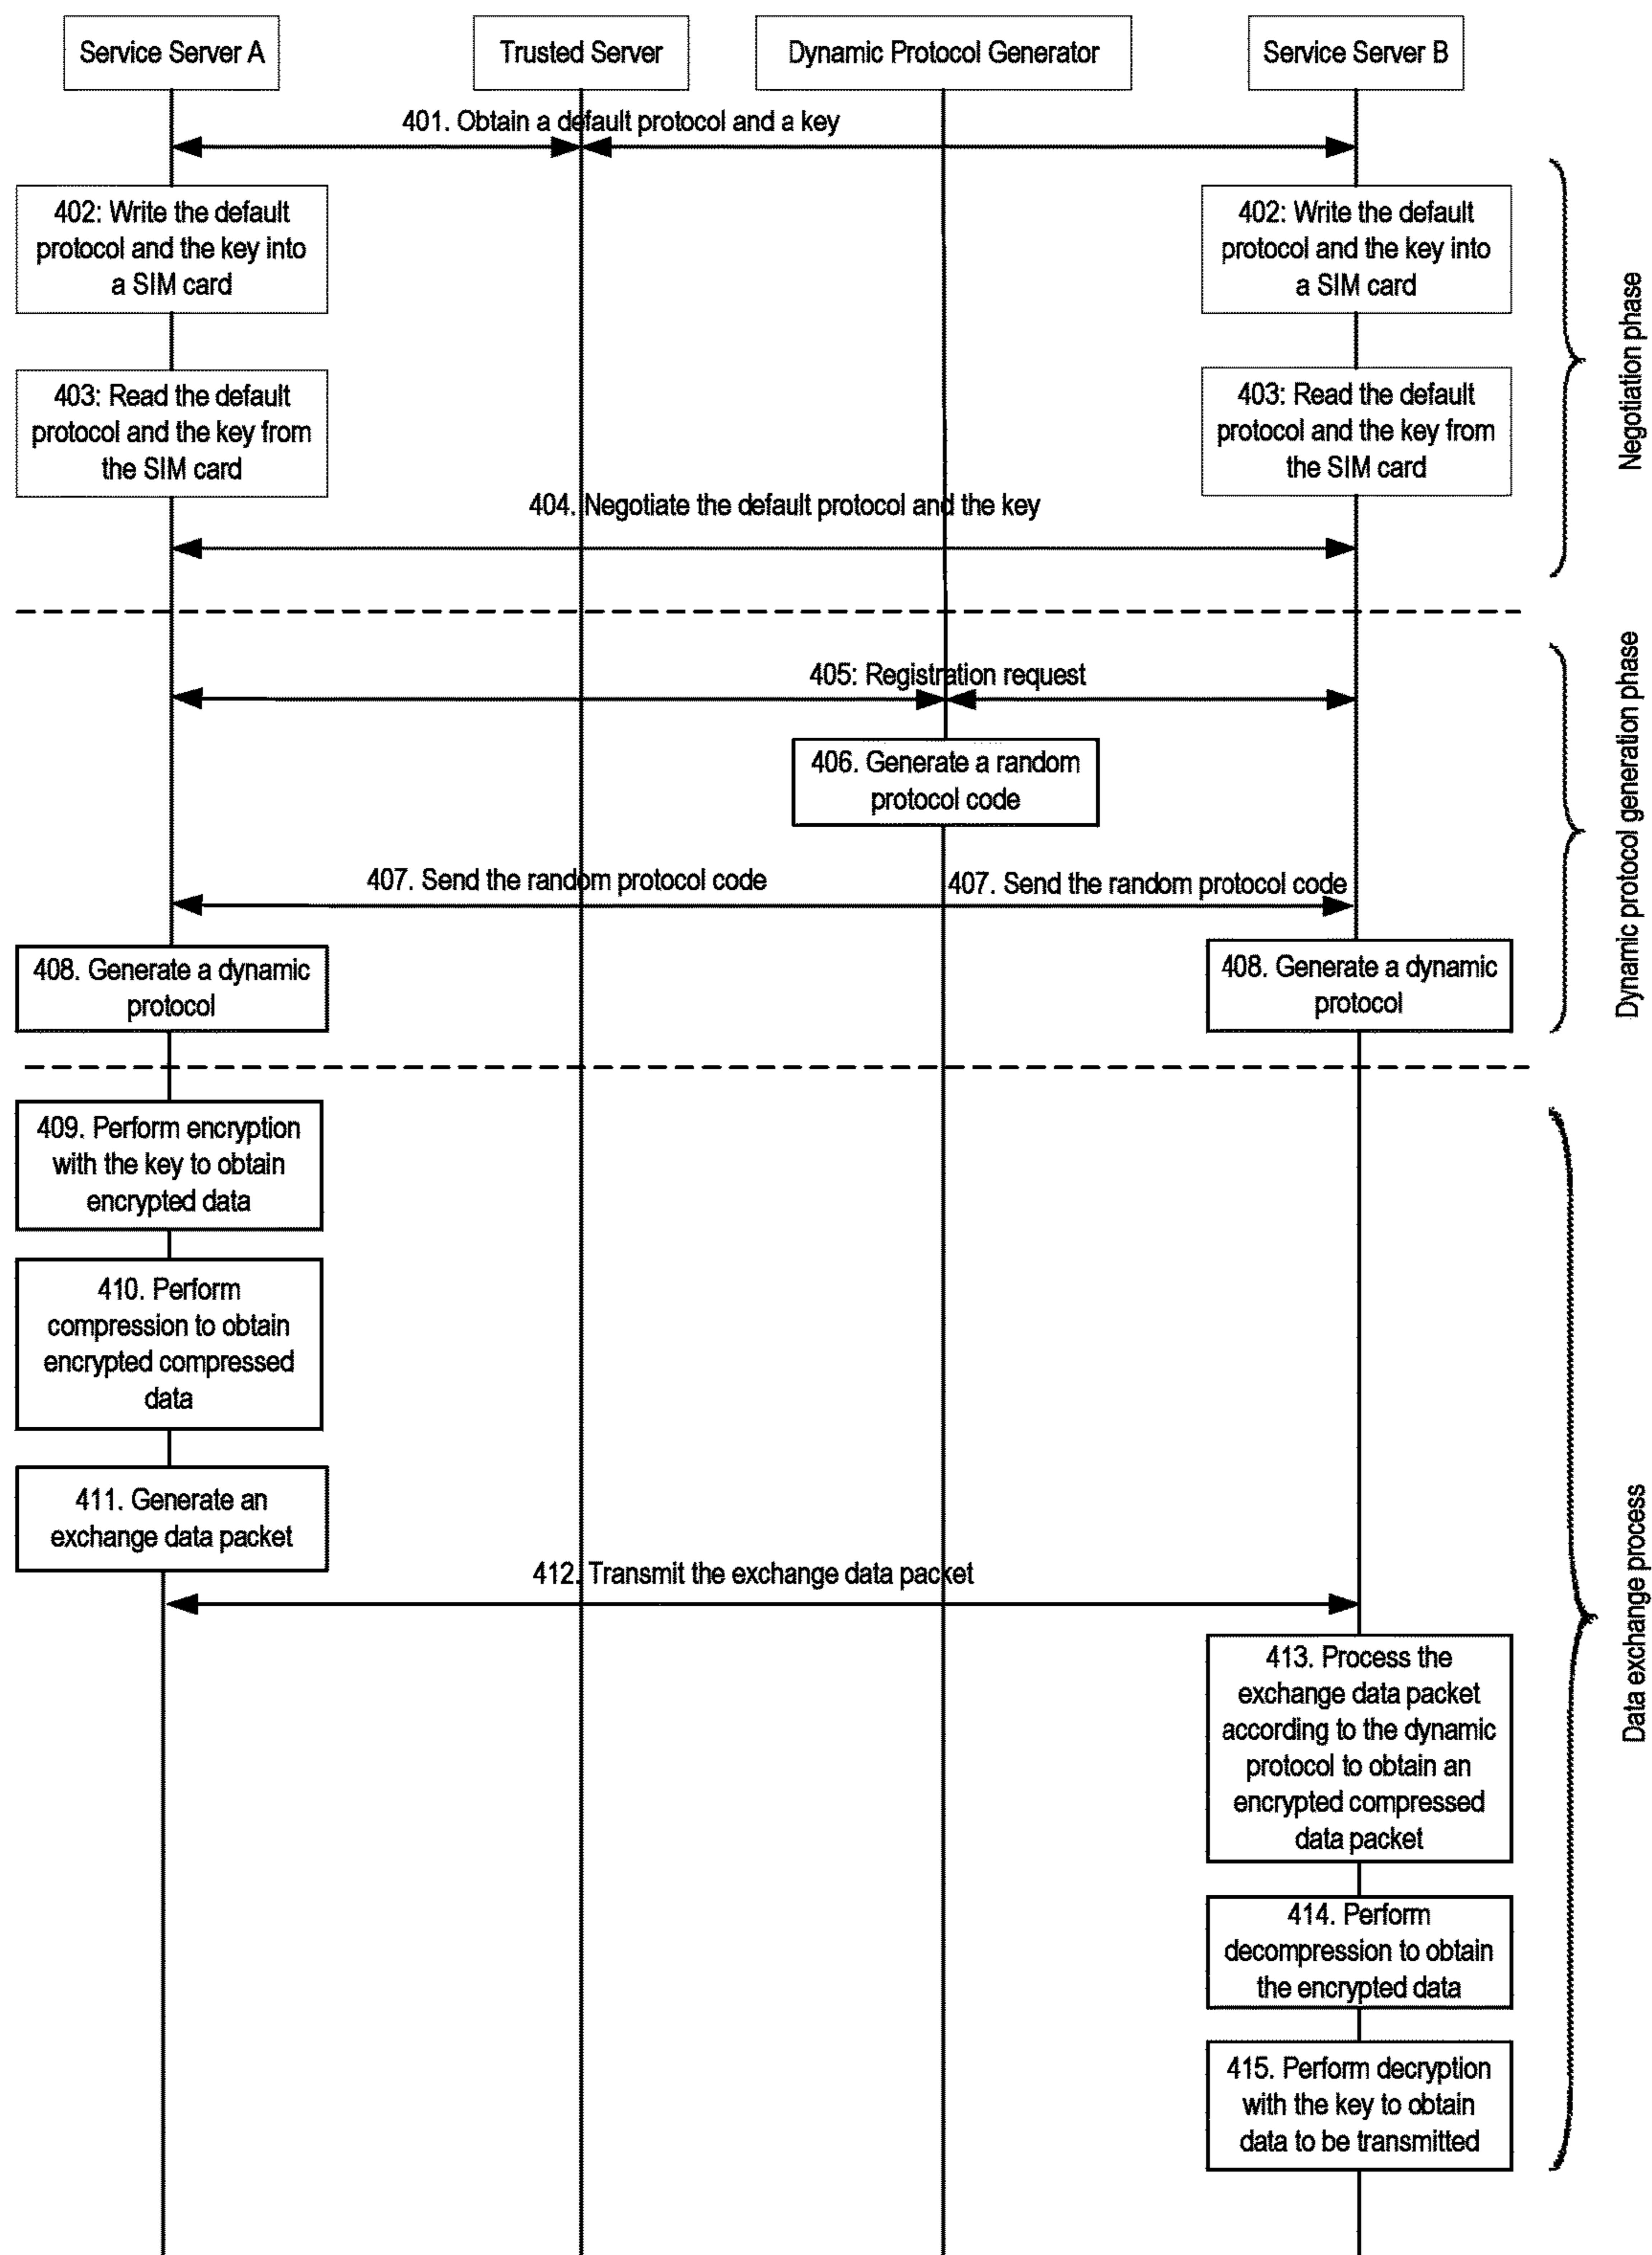 Service Server A
Trusted Server
Dynamic Protocol Generator
Service Server B
401. Obtain a default protocol and a key
402: Write the default
protocol and the key into
a SIM card
402: Write the default
protocol and the key into
a SIM card
403: Read the default
protocol and the key from
the SIM card
403: Read the default
protocol and the key from
the SIM card
404. Negotiate the default protocol and the key
Negotiation phase
405: Registration request
406. Generate a random
protocol code
407. Send the random protocol code
407. Send the random protocol code
408. Generate a dynamic
protocol
408. Generate a dynamic
protocol
Dynamic protocol generation phase
409. Perform encryption
with the key to obtain
encrypted data
410. Perform
compression to obtain
encrypted compressed
data
411. Generate an
exchange data packet
412. Transmit the exchange data packet
413. Process the
exchange data packet
according to the dynamic
protocol to obtain an
encrypted compressed
data packet
414. Perform
decompression to obtain
the encrypted data
415. Perform decryption
with the key to obtain
data to be transmitted
Data exchange process